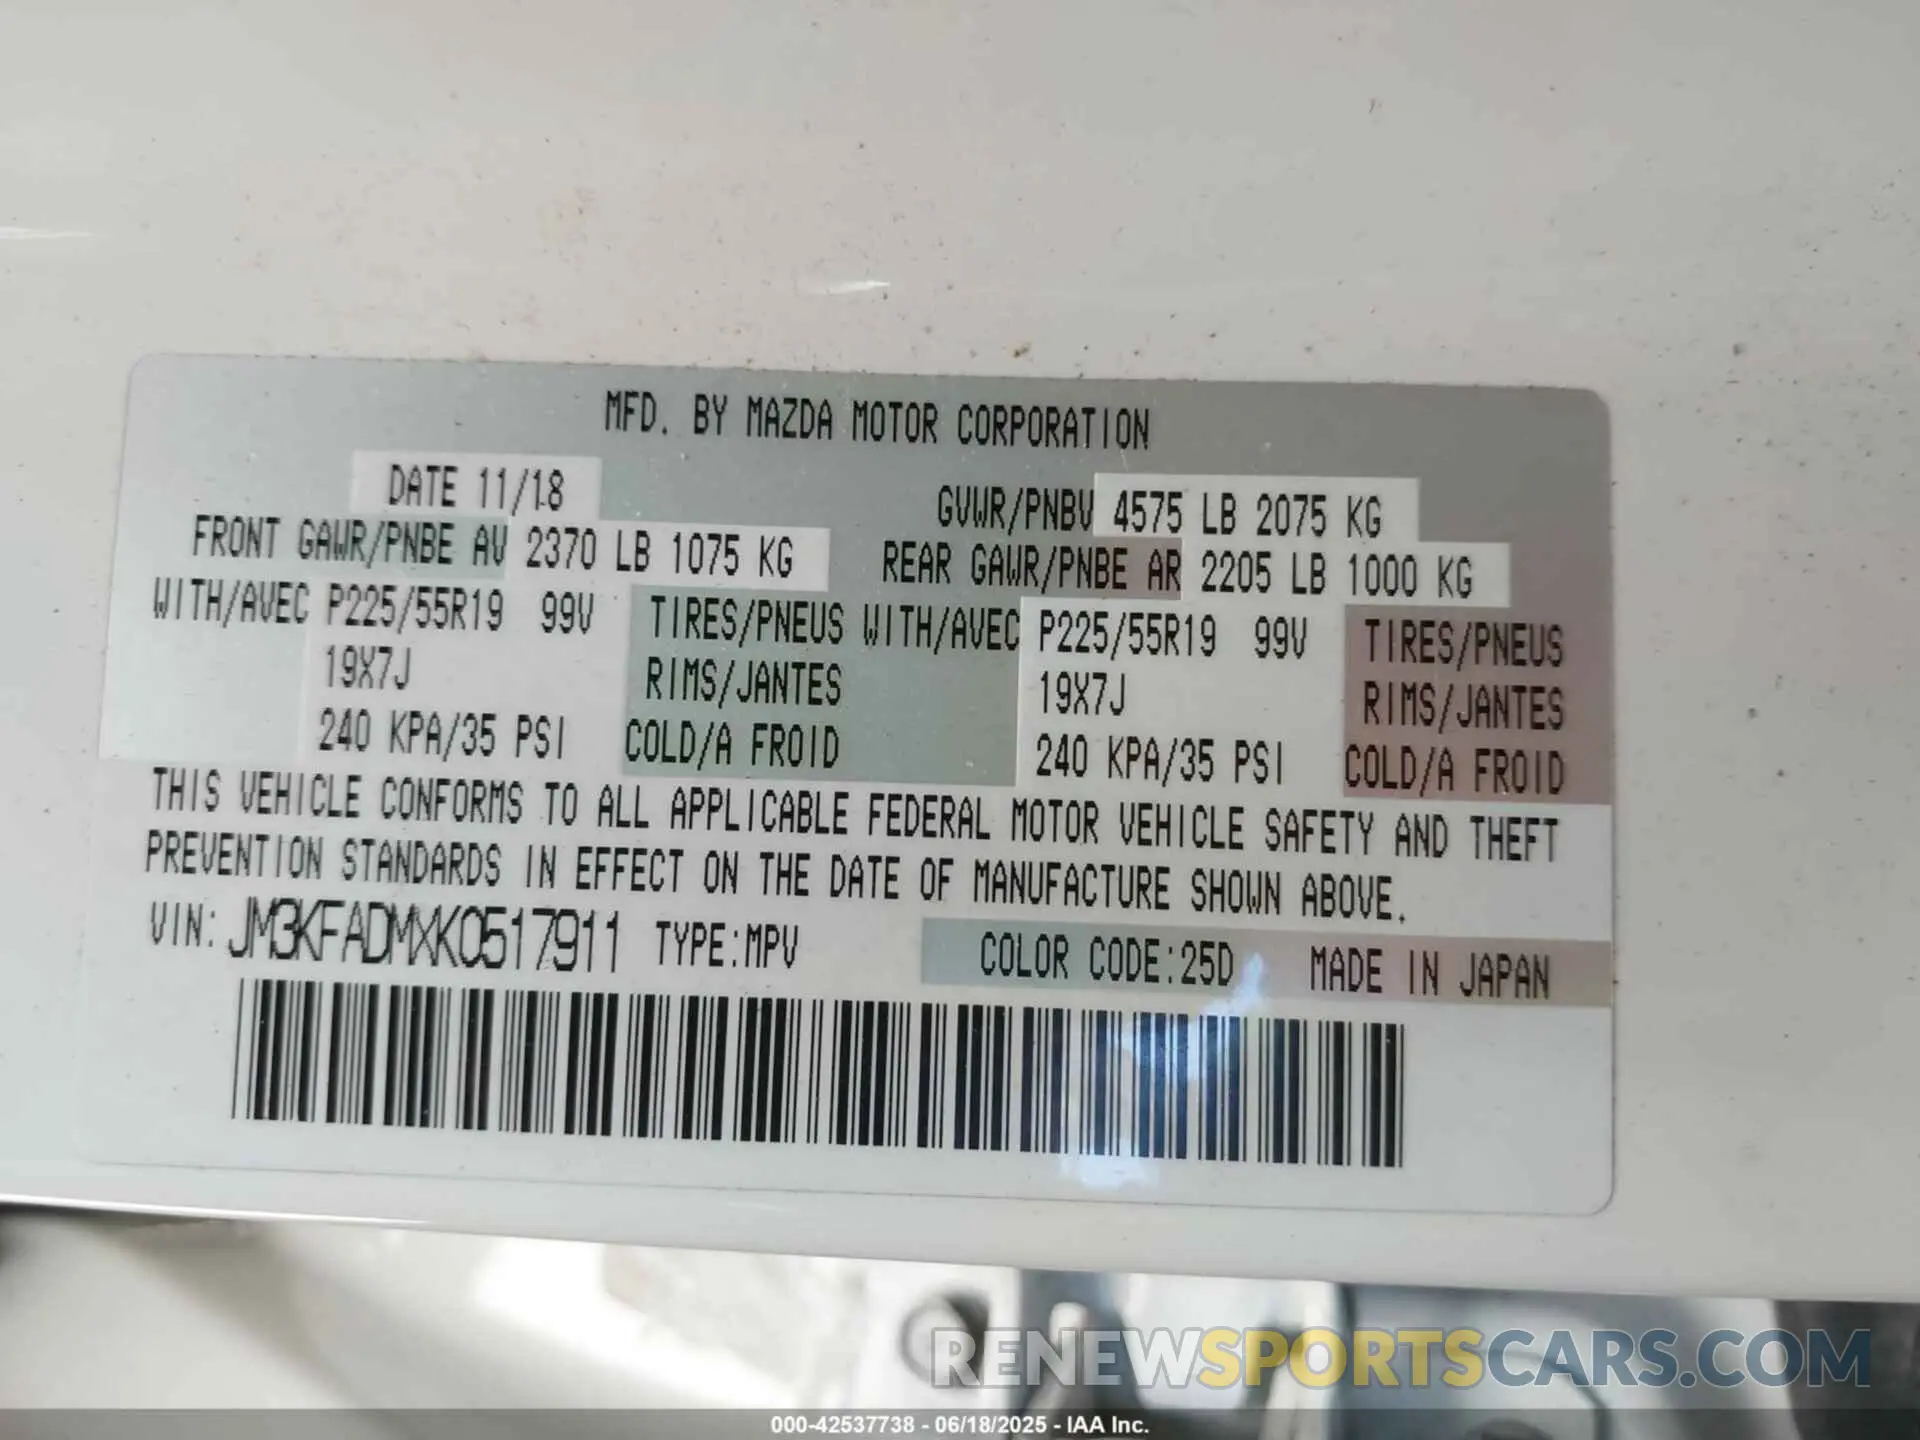 MFD. BY MAZDA MOTOR CORPORATION
DATE 11/18
GVWR/PNBV 4575 LB 2075 KG
FRONT GAWR/PNBE AV 2370 LB 1075 KG
REAR GAWR/PNBE AR 2205 LB 1000 KG
WITH/AVEC P225/55R19 99V TIRES/PNEUS WITH/AVEC P225/55R19 99V TIRES/PNEUS
19X7J RIMS/JANTES 19X7J RIMS/JANTES
240 KPA/35 PSI COLD/A FROID 240 KPA/35 PSI COLD/A FROID
THIS VEHICLE CONFORMS TO ALL APPLICABLE FEDERAL MOTOR VEHICLE SAFETY AND THEFT
PREVENTION STANDARDS IN EFFECT ON THE DATE OF MANUFACTURE SHOWN ABOVE.
VIN: JM3KFADMXK0517911 TYPE:MPV COLOR CODE:25D MADE IN JAPAN
RENEWSPORTSCARS.COM
000-42537738 - 06/18/2025 - IAA Inc.